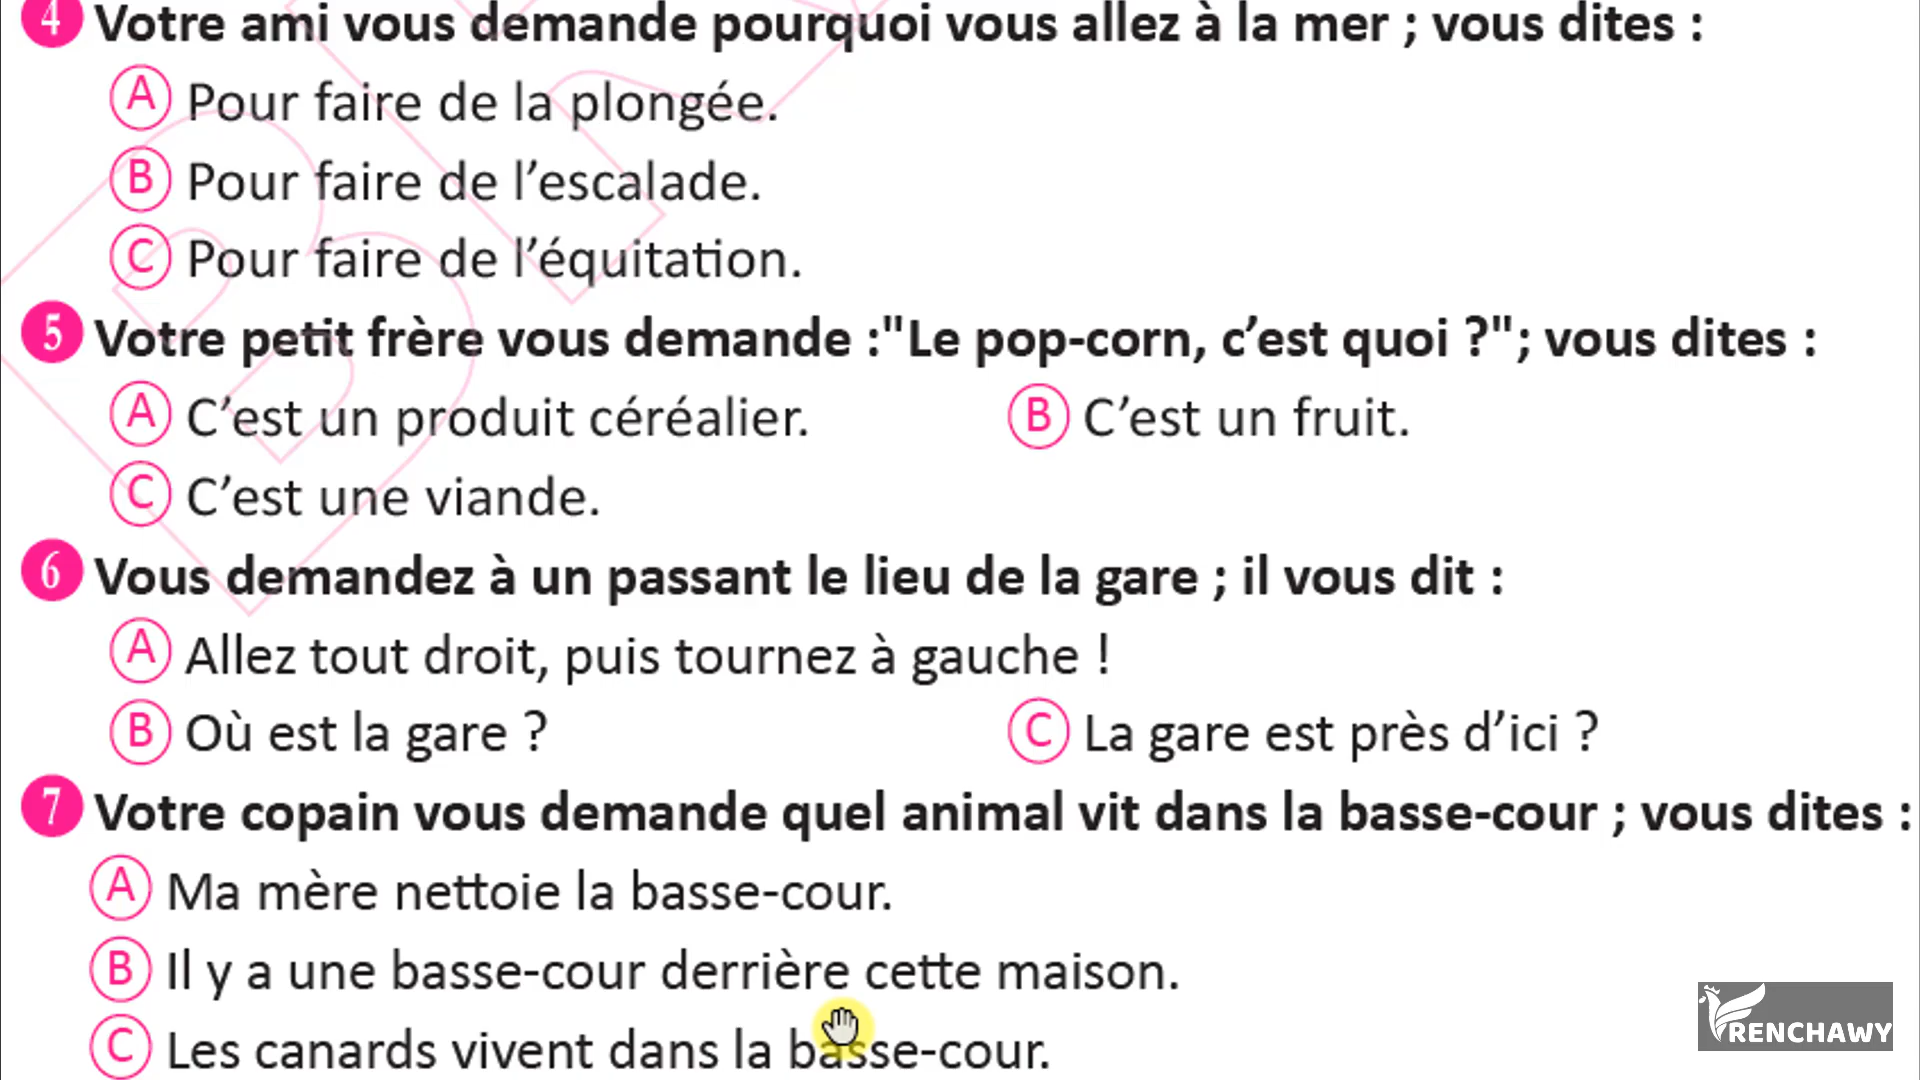 4 Votre ami vous demande pourquoi vous allez à la mer ; vous dites :
A Pour faire de la plongée.
B Pour faire de l’escalade.
C Pour faire de l’équitation.
5 Votre petit frère vous demande :"Le pop-corn, c’est quoi ?"; vous dites :
A C’est un produit céréalier. B C’est un fruit.
C C’est une viande.
6 Vous demandez à un passant le lieu de la gare ; il vous dit :
A Allez tout droit, puis tournez à gauche !
B Où est la gare ? C La gare est près d’ici ?
7 Votre copain vous demande quel animal vit dans la basse-cour ; vous dites :
A Ma mère nettoie la basse-cour.
B Il y a une basse-cour derrière cette maison.
C Les canards vivent dans la basse-cour.
FRENCHAWY